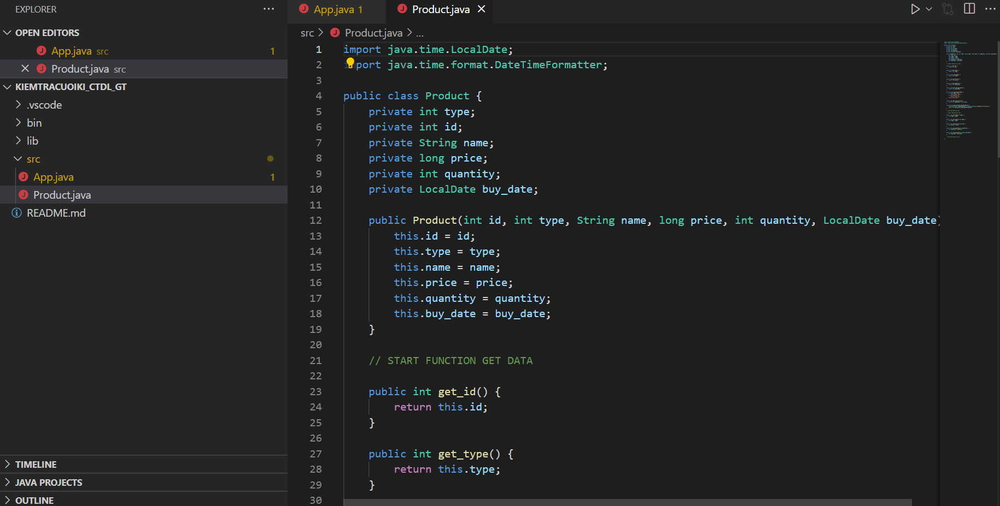 EXPLORER
OPEN EDITORS
App.java src 1
Product.java src
KIEMTRACUOIKI_CTDL_GT
.vscode
bin
lib
src
App.java 1
Product.java
README.md
TIMELINE
JAVA PROJECTS
OUTLINE
App.java 1
Product.java
src > Product.java > ...
1 import java.time.LocalDate;
2 import java.time.format.DateTimeFormatter;
3
4 public class Product {
5 private int type;
6 private int id;
7 private String name;
8 private long price;
9 private int quantity;
10 private LocalDate buy_date;
11
12 public Product(int id, int type, String name, long price, int quantity, LocalDate buy_date)
13 this.id = id;
14 this.type = type;
15 this.name = name;
16 this.price = price;
17 this.quantity = quantity;
18 this.buy_date = buy_date;
19 }
20
21 // START FUNCTION GET DATA
22
23 public int get_id() {
24 return this.id;
25 }
26
27 public int get_type() {
28 return this.type;
29 }
30